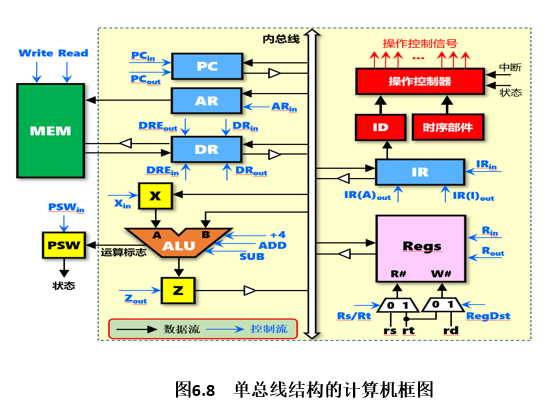 内总线
操作控制信号
...
Write Read
PCin
PCout
PC
操作控制器
中断
状态
AR
ARin
MEM
DREout
DRin
ID
时序部件
DR
DREin
DRout
IR
IRin
Xin
X
IR(A)out
IR(I)out
PSWin
A
B
+4
PSW
运算标志
ALU
ADD
SUB
Regs
Rin
Rout
状态
Zout
Z
R#
W#
0 1
0 1
Rs/Rt
RegDst
rs
rt
rd
数据流
控制流
图6.8 单总线结构的计算机框图